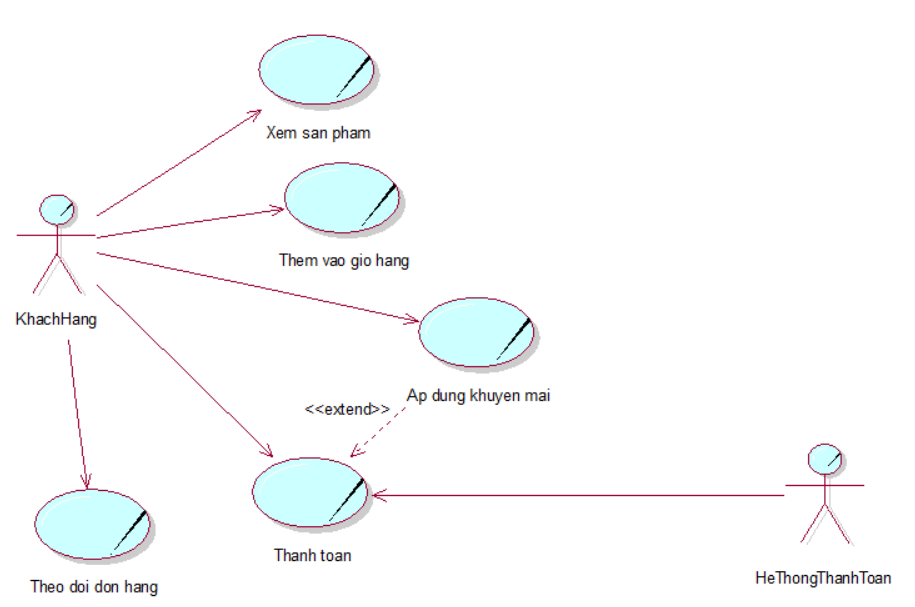 Xem san pham
Them vao gio hang
KhachHang
Ap dung khuyen mai
<<extend>>
Thanh toan
HeThongThanhToan
Theo doi don hang